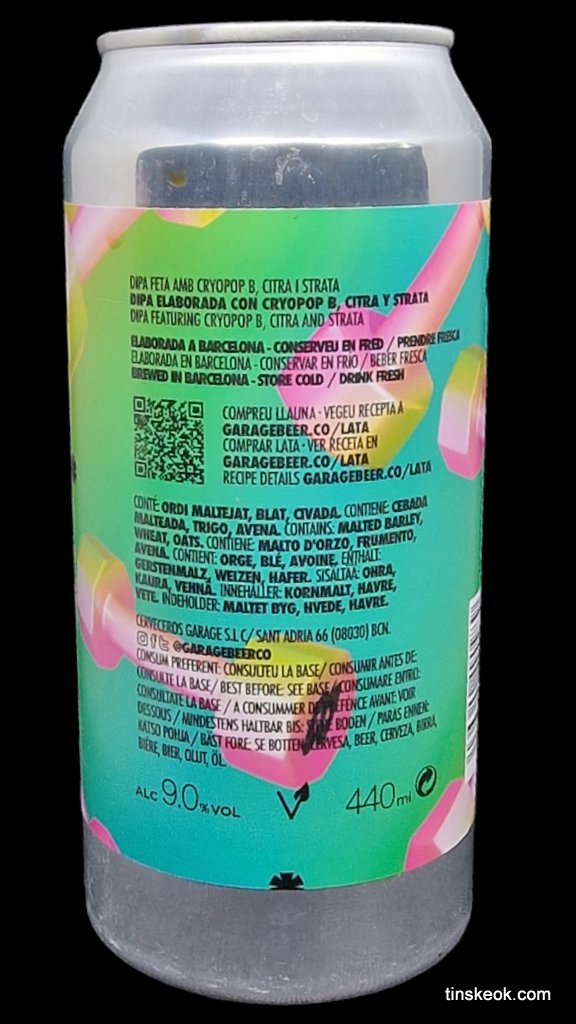 DIPA FETA AMB CRYOPOP B, CITRA I STRATA
DIPA ELABORADA CON CRYOPOP B, CITRA Y STRATA
DIPA FEATURING CRYOPOP B, CITRA AND STRATA
ELABORADA A BARCELONA - CONSERVEU EN FRED / PRENDRE FRESCA
ELABORADA EN BARCELONA - CONSERVAR EN FRIO / BEBER FRESCA
BREWED IN BARCELONA - STORE COLD / DRINK FRESH
COMPREU LLAUNA - VEGEU RECEPTA A
GARAGEBEER.CO/LATA
COMPRAR LATA - VER RECETA EN
GARAGEBEER.CO/LATA
RECIPE DETAILS GARAGEBEER.CO/LATA
CONTÉ: ORDI MALTEJAT, BLAT, CIVADA. CONTIENE: CEBADA
MALTEADA, TRIGO, AVENA. CONTAINS: MALTED BARLEY,
WHEAT, OATS. CONTIENE: MALTO D'ORZO, FRUMENTO,
AVENA. CONTIENT: ORGE, BLÉ, AVOINE. ENTHALT:
GERSTENMALZ, WEIZEN, HAFER. SISALTAA: OHRA,
KAURA, VEHNÄ. INNEHALLER: KORNMALT, HAVRE,
VETE. INDEHOLDER: MALTET BYG, HVEDE, HAVRE.
CERVECEROS GARAGE S.L C/ SANT ADRIA 66 (08030) BCN.
@GARAGEBEERCO
CONSUM PREFERENT: CONSULTEU LA BASE/ CONSUMIR ANTES DE:
CONSULTE LA BASE/ BEST BEFORE: SEE BASE/ CONSUMARE ENTRO:
CONSULTATE LA BASE / A CONSUMMER DE PREFÉNCE AVANT: VOIR
DESSOUS / MINDESTENS HALTBAR BIS: BODEN / PARAS ENNEN:
KATSO POHJA / BÄST FORE: SE BOTTEN. CERVESA, BEER, CERVEZA, BIRRA,
BIÈRE, BIER, OLUT, ÖL.
ALC 9.0% VOL
440ml
tinskeok.com